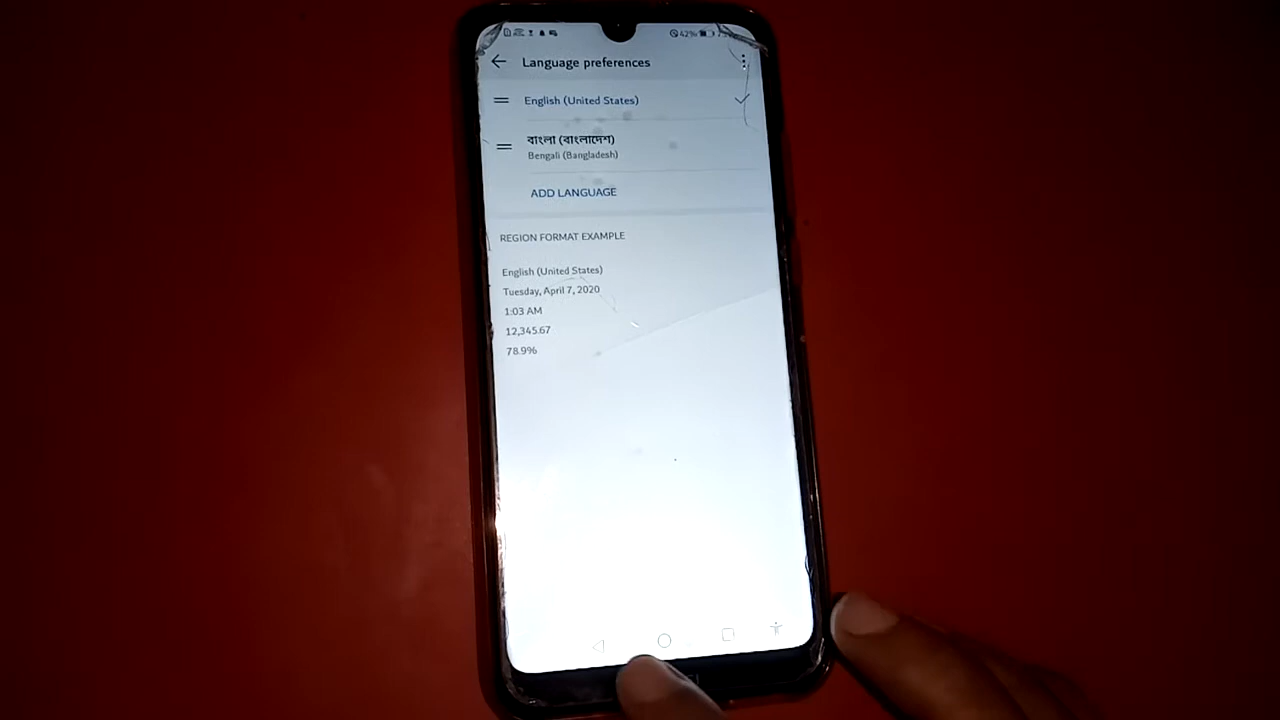 42%
Language preferences
English (United States)
বাংলা (বাংলাদেশ)
Bengali (Bangladesh)
ADD LANGUAGE
REGION FORMAT EXAMPLE
English (United States)
Tuesday, April 7, 2020
1:03 AM
12,345.67
78.9%